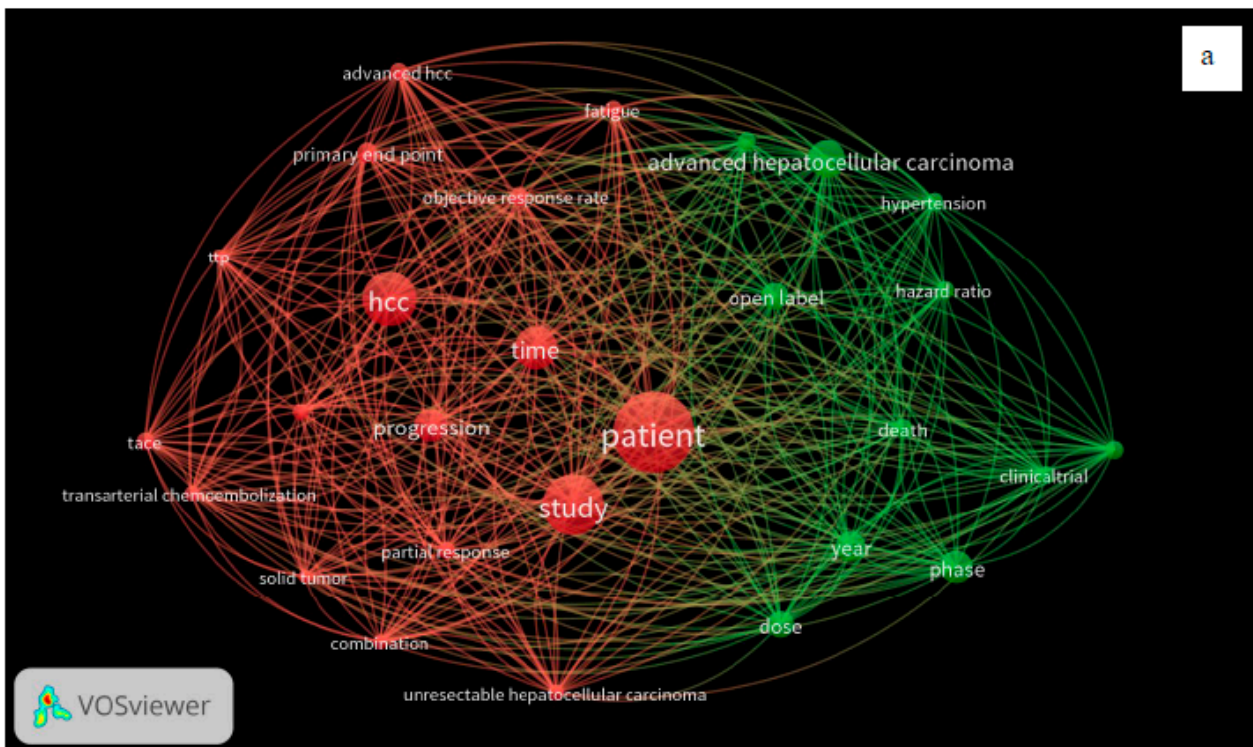 a
advanced hcc
fatigue
primary end point
advanced hepatocellular carcinoma
objective response rate
hypertension
ttp
hcc
open label
hazard ratio
time
progression
patient
death
tace
clinicaltrial
transarterial chemoembolization
study
partial response
year
solid tumor
phase
dose
combination
unresectable hepatocellular carcinoma
VOSviewer